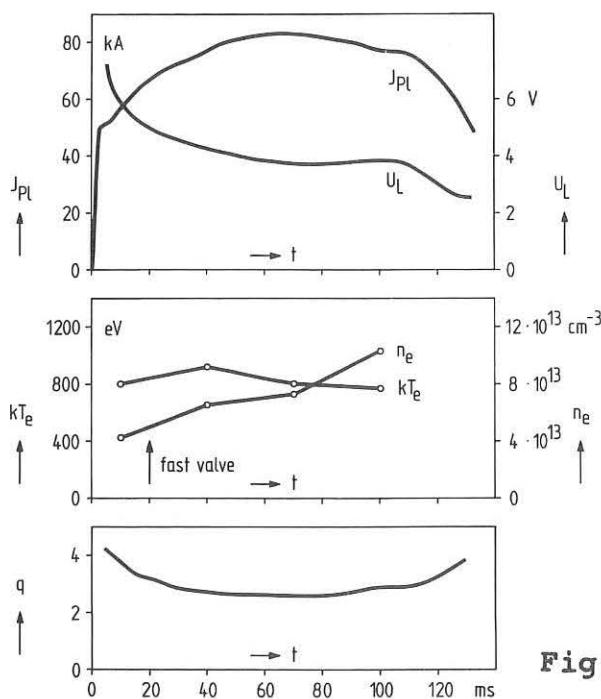 80
kA
60
6
V
J_Pl
40
4
U_L
J_Pl
20
2
U_L
0
t
0
1200
eV
12 · 10^13 cm^-3
n_e
800
8 · 10^13
kT_e
kT_e
400
4 · 10^13
n_e
fast valve
0
t
0
4
q
2
0
t
0 20 40 60 80 100 120 ms
Fig